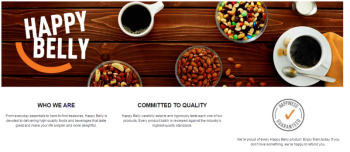 HAPPY
BELLY
WHO WE ARE
From everyday essentials to hard-to-find treasures, Happy Belly is
devoted to delivering high-quality foods and beverages that taste
great and make your life simpler and more delightful.
COMMITTED TO QUALITY
Happy Belly carefully selects and rigorously tests each one of our
products. Every product batch is reviewed against the industry's
highest quality standards.
HAPPINESS
GUARANTEED
We're proud of every Happy Belly product. Enjoy them today. If you
don't love something, we're happy to refund you.